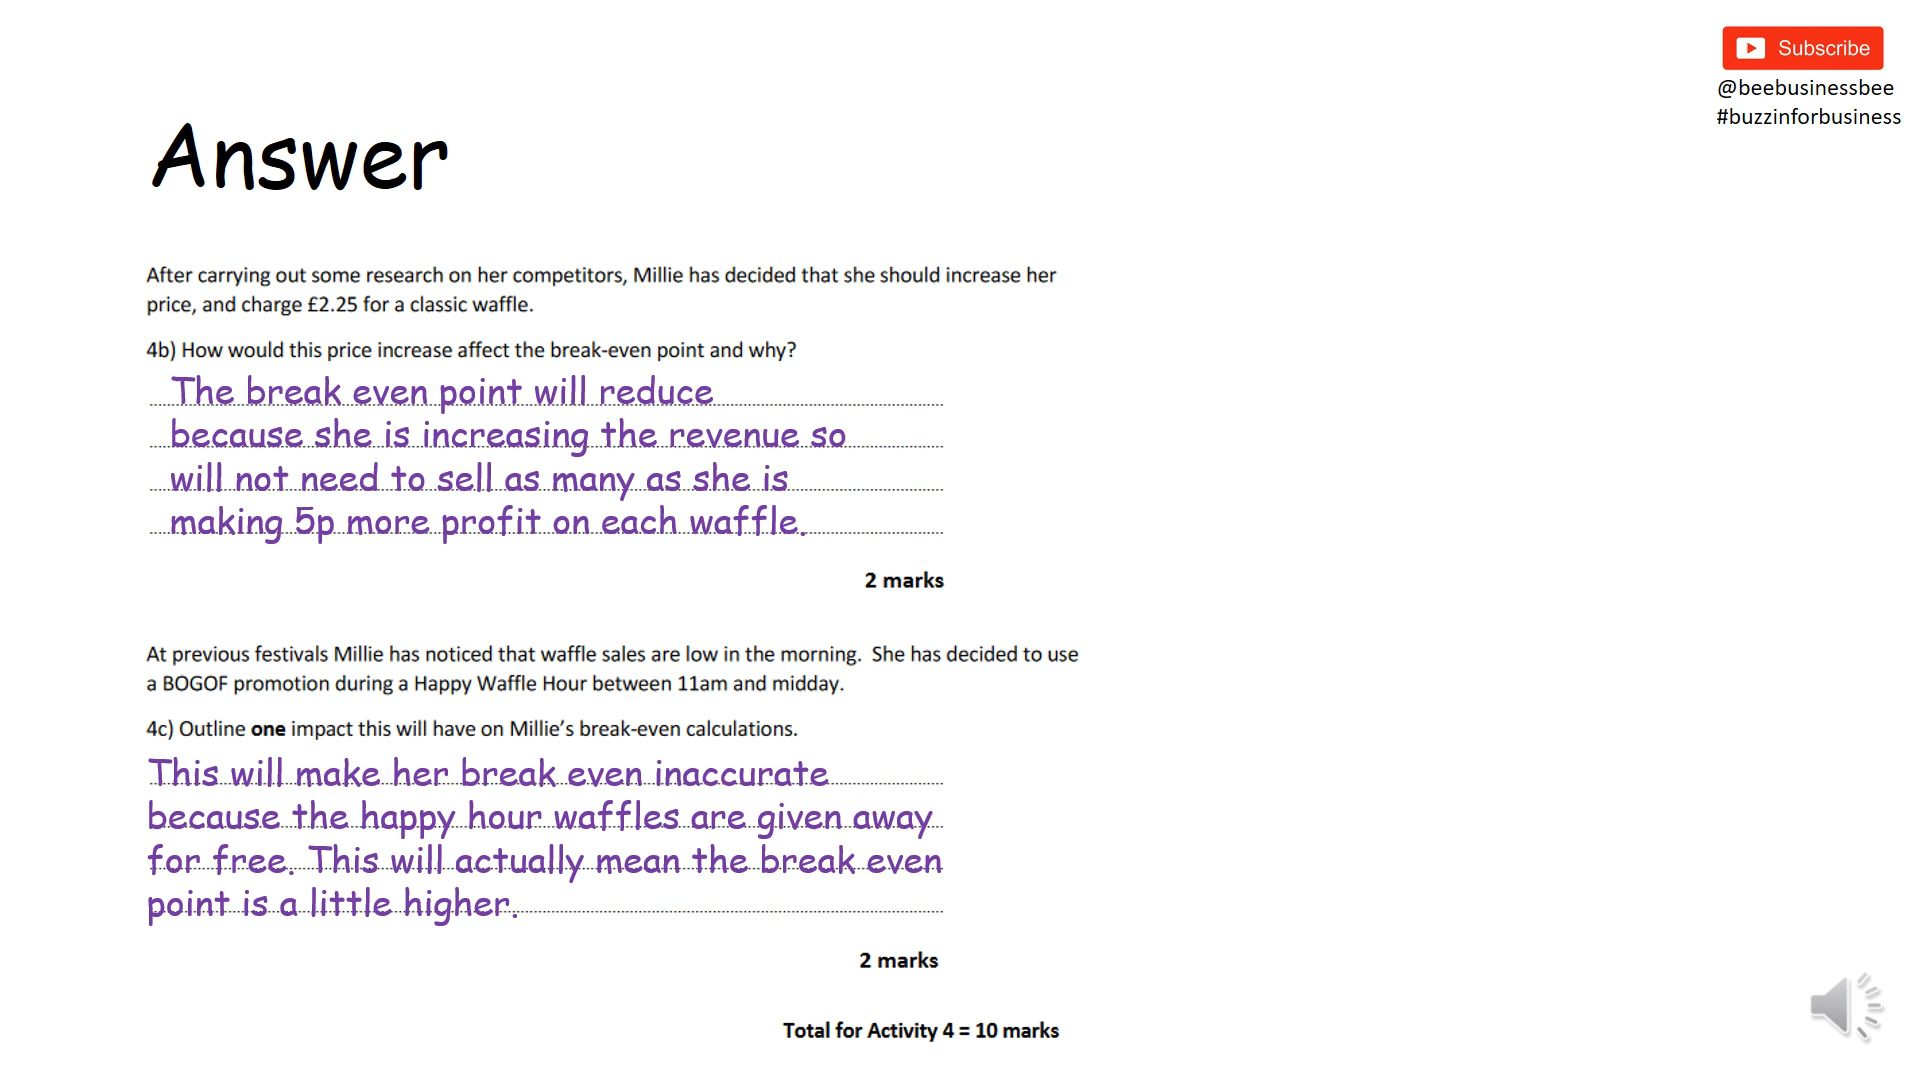 Subscribe
@beebusinessbee
#buzzinforbusiness
Answer
After carrying out some research on her competitors, Millie has decided that she should increase her
price, and charge £2.25 for a classic waffle.
4b) How would this price increase affect the break-even point and why?
The break even point will reduce
because she is increasing the revenue so
will not need to sell as many as she is
making 5p more profit on each waffle.
2 marks
At previous festivals Millie has noticed that waffle sales are low in the morning. She has decided to use
a BOGOF promotion during a Happy Waffle Hour between 11am and midday.
4c) Outline one impact this will have on Millie's break-even calculations.
This will make her break even inaccurate
because the happy hour waffles are given away
for free. This will actually mean the break even
point is a little higher.
2 marks
Total for Activity 4 = 10 marks